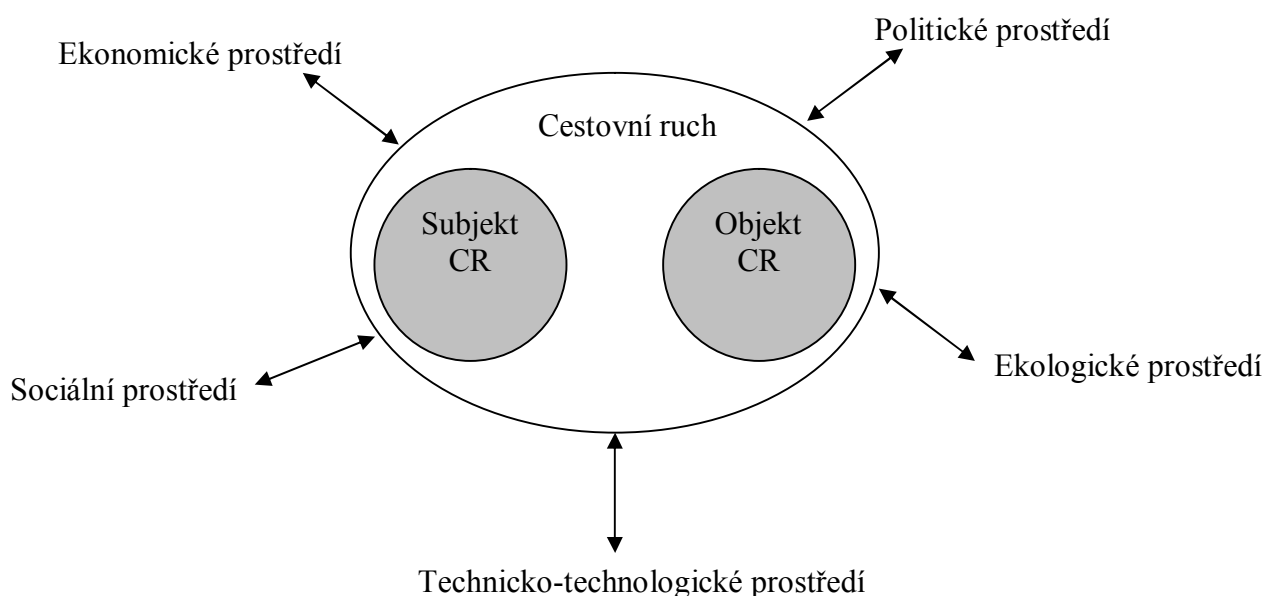 Politické prostředí
Ekonomické prostředí
Cestovní ruch
Subjekt
CR
Objekt
CR
Ekologické prostředí
Sociální prostředí
Technicko-technologické prostředí